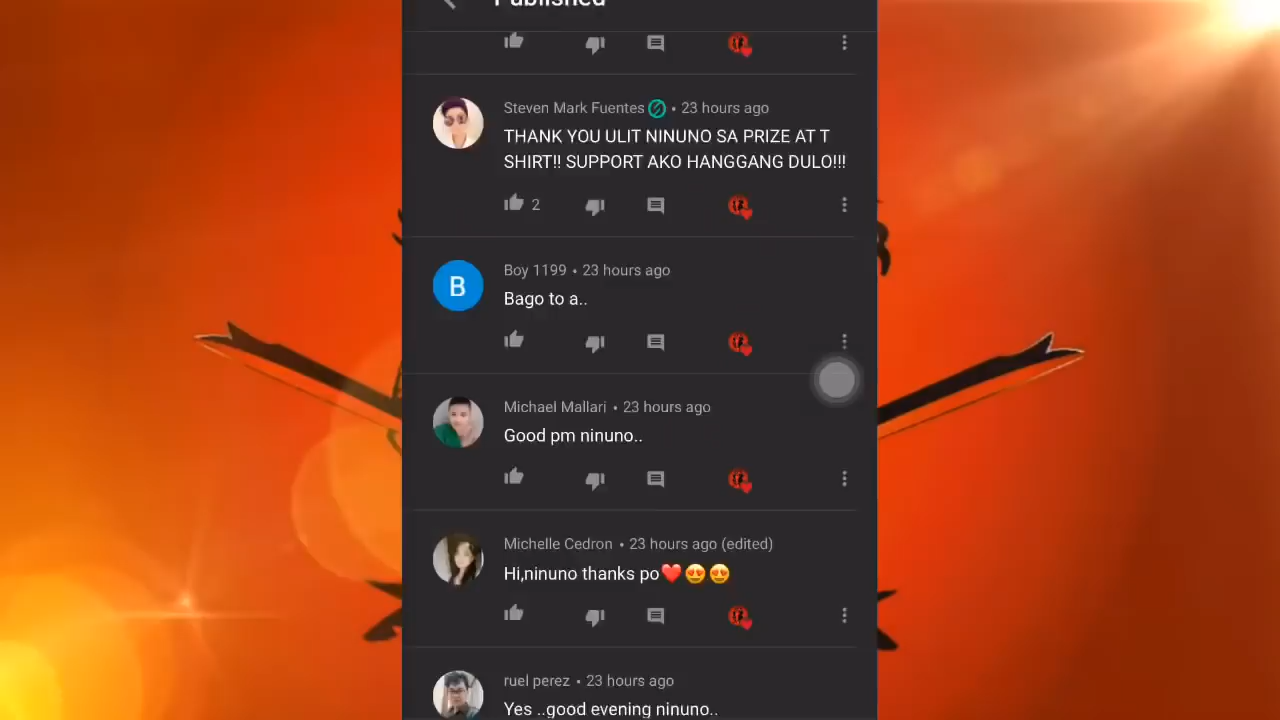 Published
Steven Mark Fuentes • 23 hours ago
THANK YOU ULIT NINUNO SA PRIZE AT T
SHIRT!! SUPPORT AKO HANGGANG DULO!!!
2
Boy 1199 • 23 hours ago
B
Bago to a..
Michael Mallari • 23 hours ago
Good pm ninuno..
Michelle Cedron • 23 hours ago (edited)
Hi,ninuno thanks po❤️😍😍
ruel perez • 23 hours ago
Yes ..good evening ninuno..